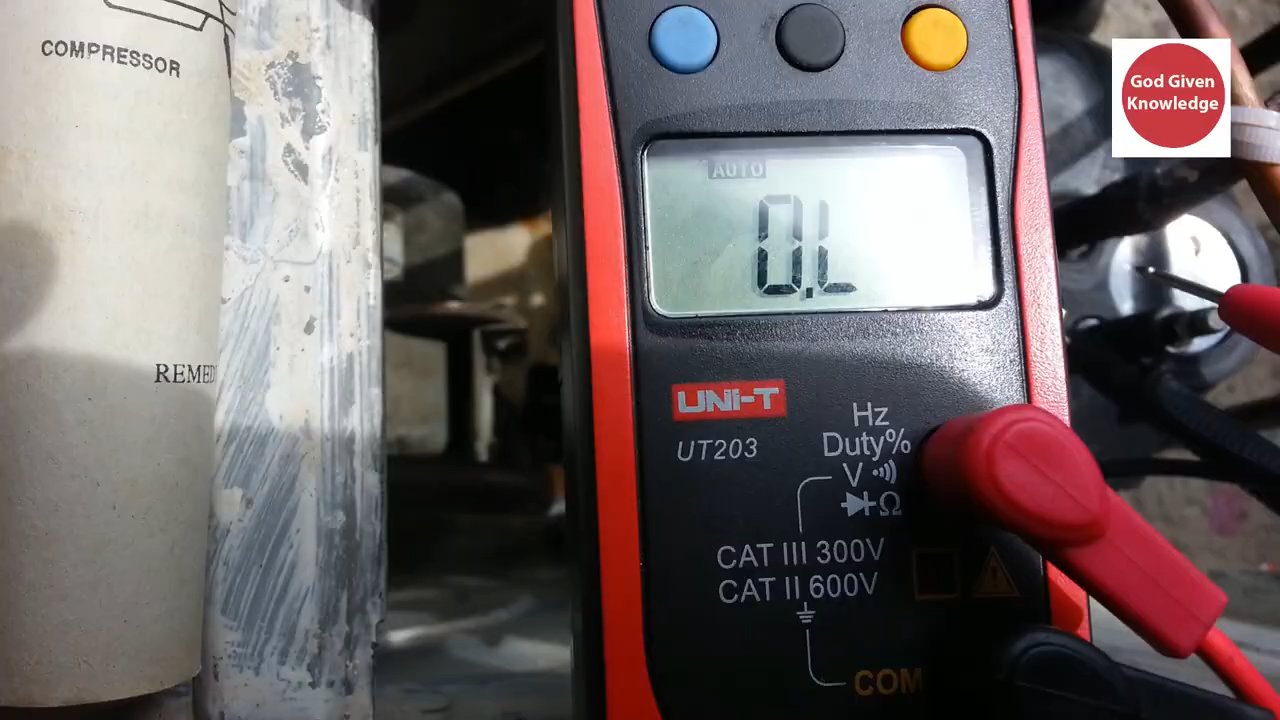 COMPRESSOR
REMED
God Given
Knowledge
AUTO
0.L
UNI-T
UT203
Hz
Duty%
V
Ω
CAT III 300V
CAT II 600V
COM